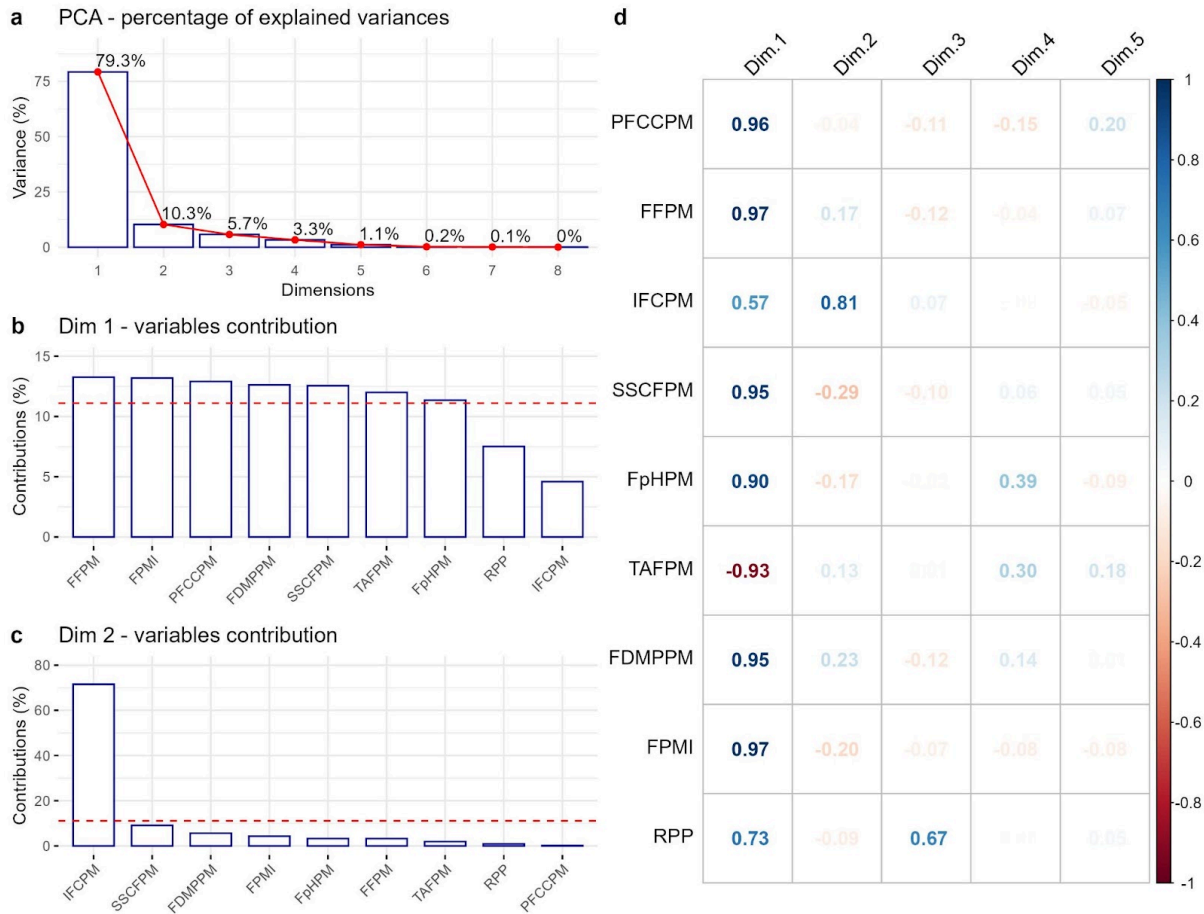 a PCA - percentage of explained variances
Variance (%)
75
50
25
0
79.3%
10.3%
5.7%
3.3%
1.1%
0.2%
0.1%
0%
1 2 3 4 5 6 7 8
Dimensions
b Dim 1 - variables contribution
Contributions (%)
15
10
5
0
FFPM FPMI PFCCPM FDMPPM SSCFPM TAFPM FpHPM RPP IFCPM
c Dim 2 - variables contribution
Contributions (%)
80
60
40
20
0
IFCPM SSCFPM FDMPPM FPMI FpHPM FFPM TAFPM RPP PFCCPM
d
Dim.1 Dim.2 Dim.3 Dim.4 Dim.5
PFCCPM 0.96 -0.04 -0.11 -0.15 0.20
FFPM 0.97 0.17 -0.12 -0.04 0.07
IFCPM 0.57 0.81 0.07 -0.05
SSCFPM 0.95 -0.29 -0.10 0.06 0.05
FpHPM 0.90 -0.17 0.39 -0.09
TAFPM -0.93 0.13 0.01 0.30 0.18
FDMPPM 0.95 0.23 -0.12 0.14 0.01
FPMI 0.97 -0.20 -0.07 -0.08 -0.08
RPP 0.73 -0.09 0.67 0.05
1
0.8
0.6
0.4
0.2
0
-0.2
-0.4
-0.6
-0.8
-1